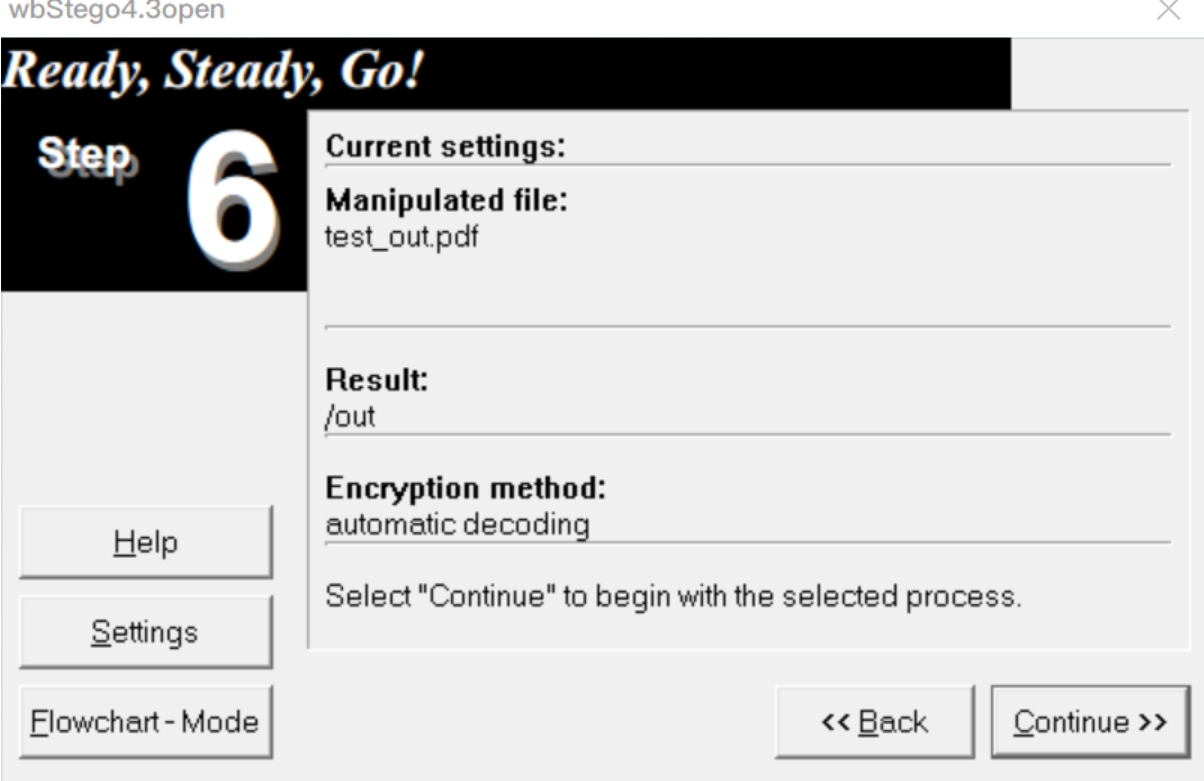 wbStego4.3open
Ready, Steady, Go!
Step 6
Current settings:
Manipulated file:
test_out.pdf
Result:
/out
Encryption method:
automatic decoding
Select "Continue" to begin with the selected process.
Help
Settings
Flowchart - Mode
<< Back
Continue >>